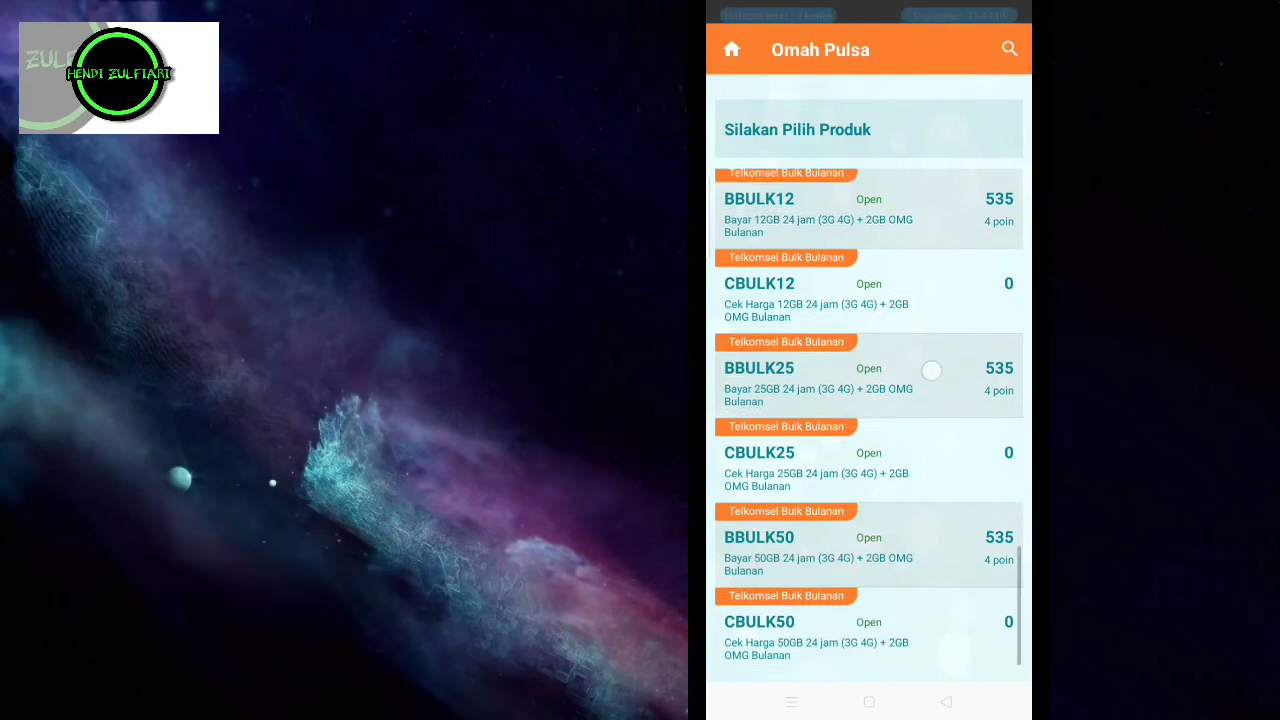 ZULF
HENDI ZULFIARI
Omah Pulsa
Silakan Pilih Produk
Telkomsel Bulk Bulanan
BBULK12 Open 535
Bayar 12GB 24 jam (3G 4G) + 2GB OMG 4 poin
Bulanan
Telkomsel Bulk Bulanan
CBULK12 Open 0
Cek Harga 12GB 24 jam (3G 4G) + 2GB
OMG Bulanan
Telkomsel Bulk Bulanan
BBULK25 Open 535
Bayar 25GB 24 jam (3G 4G) + 2GB OMG 4 poin
Bulanan
Telkomsel Bulk Bulanan
CBULK25 Open 0
Cek Harga 25GB 24 jam (3G 4G) + 2GB
OMG Bulanan
Telkomsel Bulk Bulanan
BBULK50 Open 535
Bayar 50GB 24 jam (3G 4G) + 2GB OMG 4 poin
Bulanan
Telkomsel Bulk Bulanan
CBULK50 Open 0
Cek Harga 50GB 24 jam (3G 4G) + 2GB
OMG Bulanan